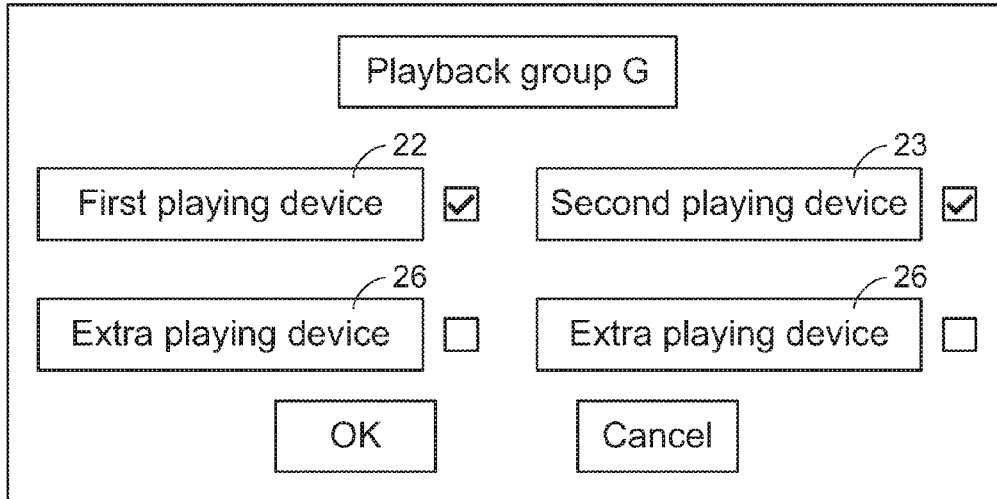 Playback group G
22
23
First playing device
Second playing device
26
26
Extra playing device
Extra playing device
OK
Cancel